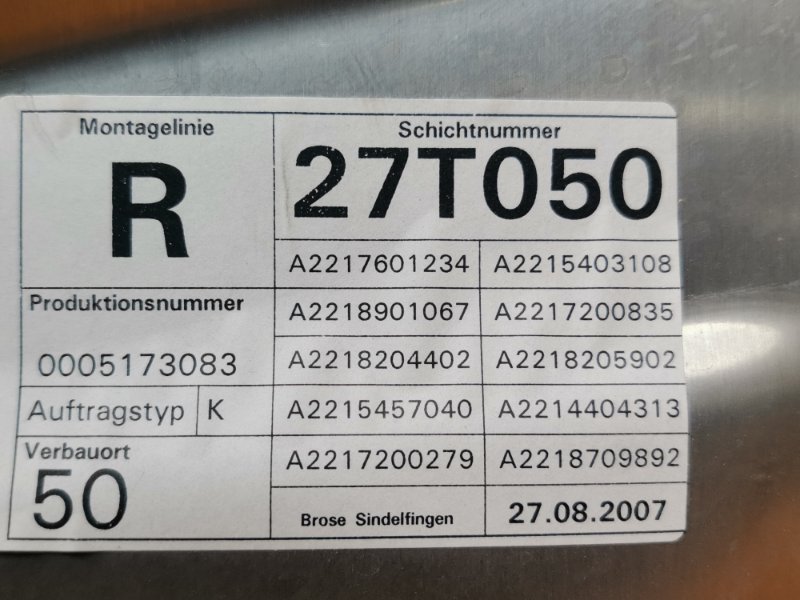 Montagelinie
R
Schichtnummer
27T050
A2217601234 A2215403108
A2218901067 A2217200835
Produktionsnummer
0005173083
A2218204402 A2218205902
Auftragstyp K
A2215457040 A2214404313
Verbauort
50
A2217200279 A2218709892
Brose Sindelfingen 27.08.2007